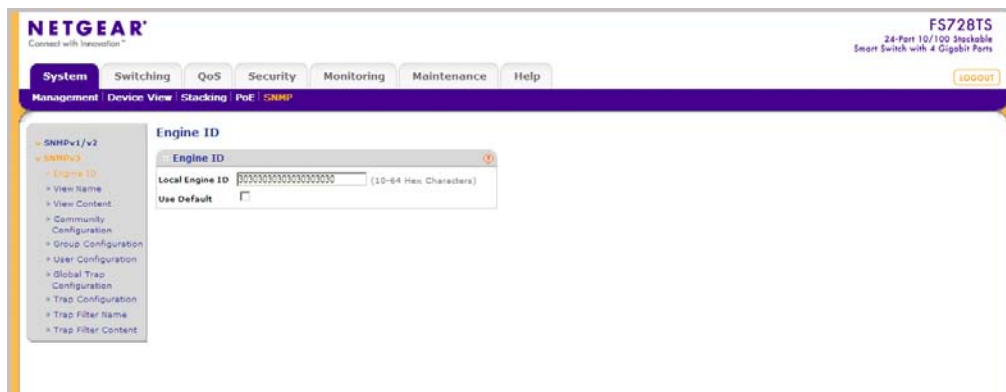 NETGEAR®
Connect with Innovation™
FS728TS
24-Port 10/100 Stackable
Smart Switch with 4 Gigabit Ports
System Switching QoS Security Monitoring Maintenance Help
LOGOUT
Management Device View Stacking PoE SNMP
SNMPv1/v2
SNMPv3
Engine ID
View Name
View Content
Community
Configuration
Group Configuration
User Configuration
Global Trap
Configuration
Trap Configuration
Trap Filter Name
Trap Filter Content
Engine ID
Engine ID
Local Engine ID (10-64 Hex Characters)
Use Default